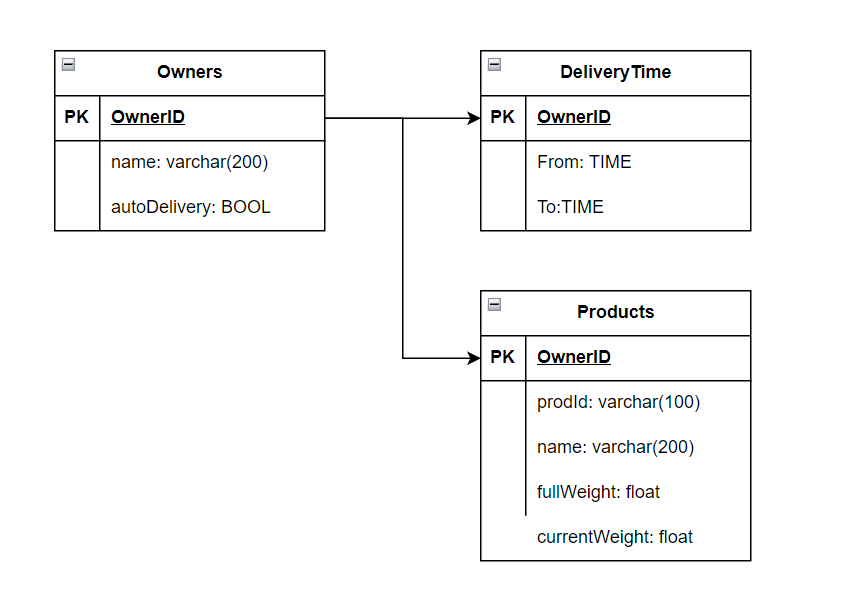 Owners
PK OwnerID
name: varchar(200)
autoDelivery: BOOL
DeliveryTime
PK OwnerID
From: TIME
To:TIME
Products
PK OwnerID
prodId: varchar(100)
name: varchar(200)
fullWeight: float
currentWeight: float